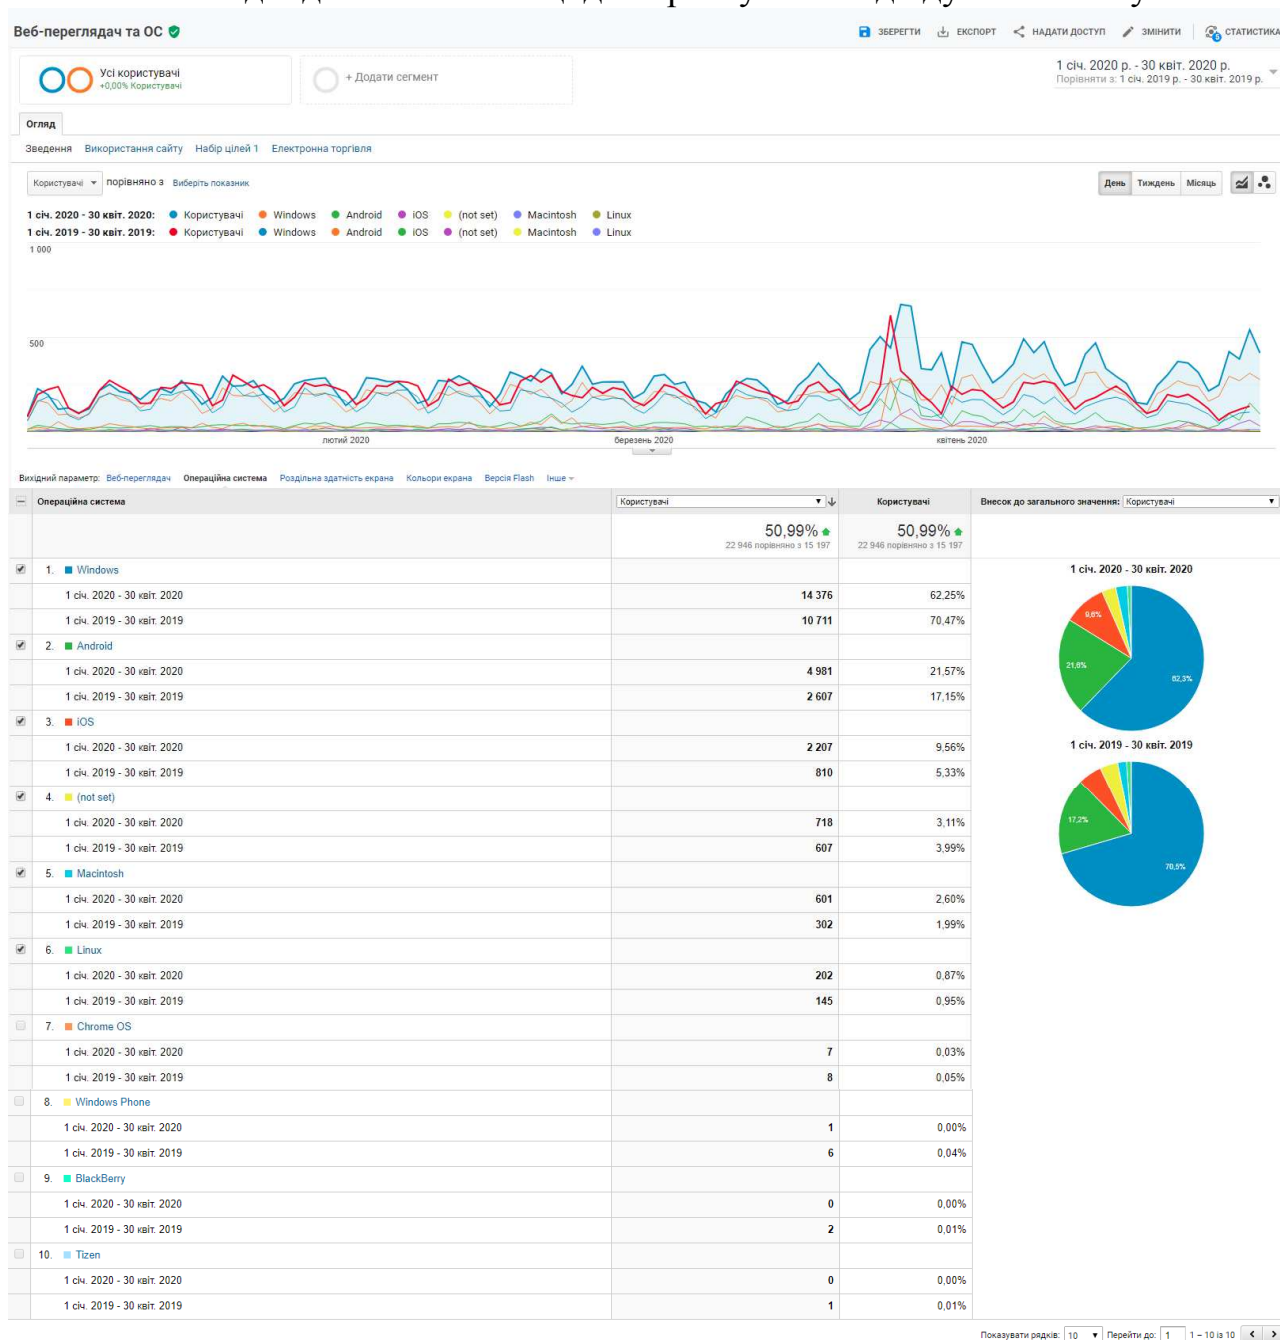 Веб-переглядач та ОС
ЗБЕРЕГТИ ЕКСПОРТ НАДАТИ ДОСТУП ЗМІНИТИ СТАТИСТИКА
Усі користувачі
+0,00% Користувачі
+ Додати сегмент
1 січ. 2020 р. - 30 квіт. 2020 р.
Порівняти з: 1 січ. 2019 р. - 30 квіт. 2019 р.
Огляд
Зведення Використання сайту Набір цілей 1 Електронна торгівля
Користувачі порівняно з Виберіть показник
День Тиждень Місяць
1 січ. 2020 - 30 квіт. 2020: Користувачі Windows Android iOS (not set) Macintosh Linux
1 січ. 2019 - 30 квіт. 2019: Користувачі Windows Android iOS (not set) Macintosh Linux
1 000
500
лютий 2020 березень 2020 квітень 2020
Вихідний параметр: Веб-переглядач Операційна система Роздільна здатність екрана Кольори екрана Версія Flash Інше
Операційна система Користувачі Користувачі Внесок до загального значення: Користувачі
50,99% 50,99%
22 946 порівняно з 15 197 22 946 порівняно з 15 197
1. Windows
1 січ. 2020 - 30 квіт. 2020 14 376 62,25%
1 січ. 2019 - 30 квіт. 2019 10 711 70,47%
2. Android
1 січ. 2020 - 30 квіт. 2020 4 981 21,57%
1 січ. 2019 - 30 квіт. 2019 2 607 17,15%
3. iOS
1 січ. 2020 - 30 квіт. 2020 2 207 9,56%
1 січ. 2019 - 30 квіт. 2019 810 5,33%
4. (not set)
1 січ. 2020 - 30 квіт. 2020 718 3,11%
1 січ. 2019 - 30 квіт. 2019 607 3,99%
5. Macintosh
1 січ. 2020 - 30 квіт. 2020 601 2,60%
1 січ. 2019 - 30 квіт. 2019 302 1,99%
6. Linux
1 січ. 2020 - 30 квіт. 2020 202 0,87%
1 січ. 2019 - 30 квіт. 2019 145 0,95%
7. Chrome OS
1 січ. 2020 - 30 квіт. 2020 7 0,03%
1 січ. 2019 - 30 квіт. 2019 8 0,05%
8. Windows Phone
1 січ. 2020 - 30 квіт. 2020 1 0,00%
1 січ. 2019 - 30 квіт. 2019 6 0,04%
9. BlackBerry
1 січ. 2020 - 30 квіт. 2020 0 0,00%
1 січ. 2019 - 30 квіт. 2019 2 0,01%
10. Tizen
1 січ. 2020 - 30 квіт. 2020 0 0,00%
1 січ. 2019 - 30 квіт. 2019 1 0,01%
1 січ. 2020 - 30 квіт. 2020
9,6%
21,6%
62,3%
1 січ. 2019 - 30 квіт. 2019
17,2%
70,5%
Показувати рядків: 10 Перейти до: 1 1 – 10 із 10